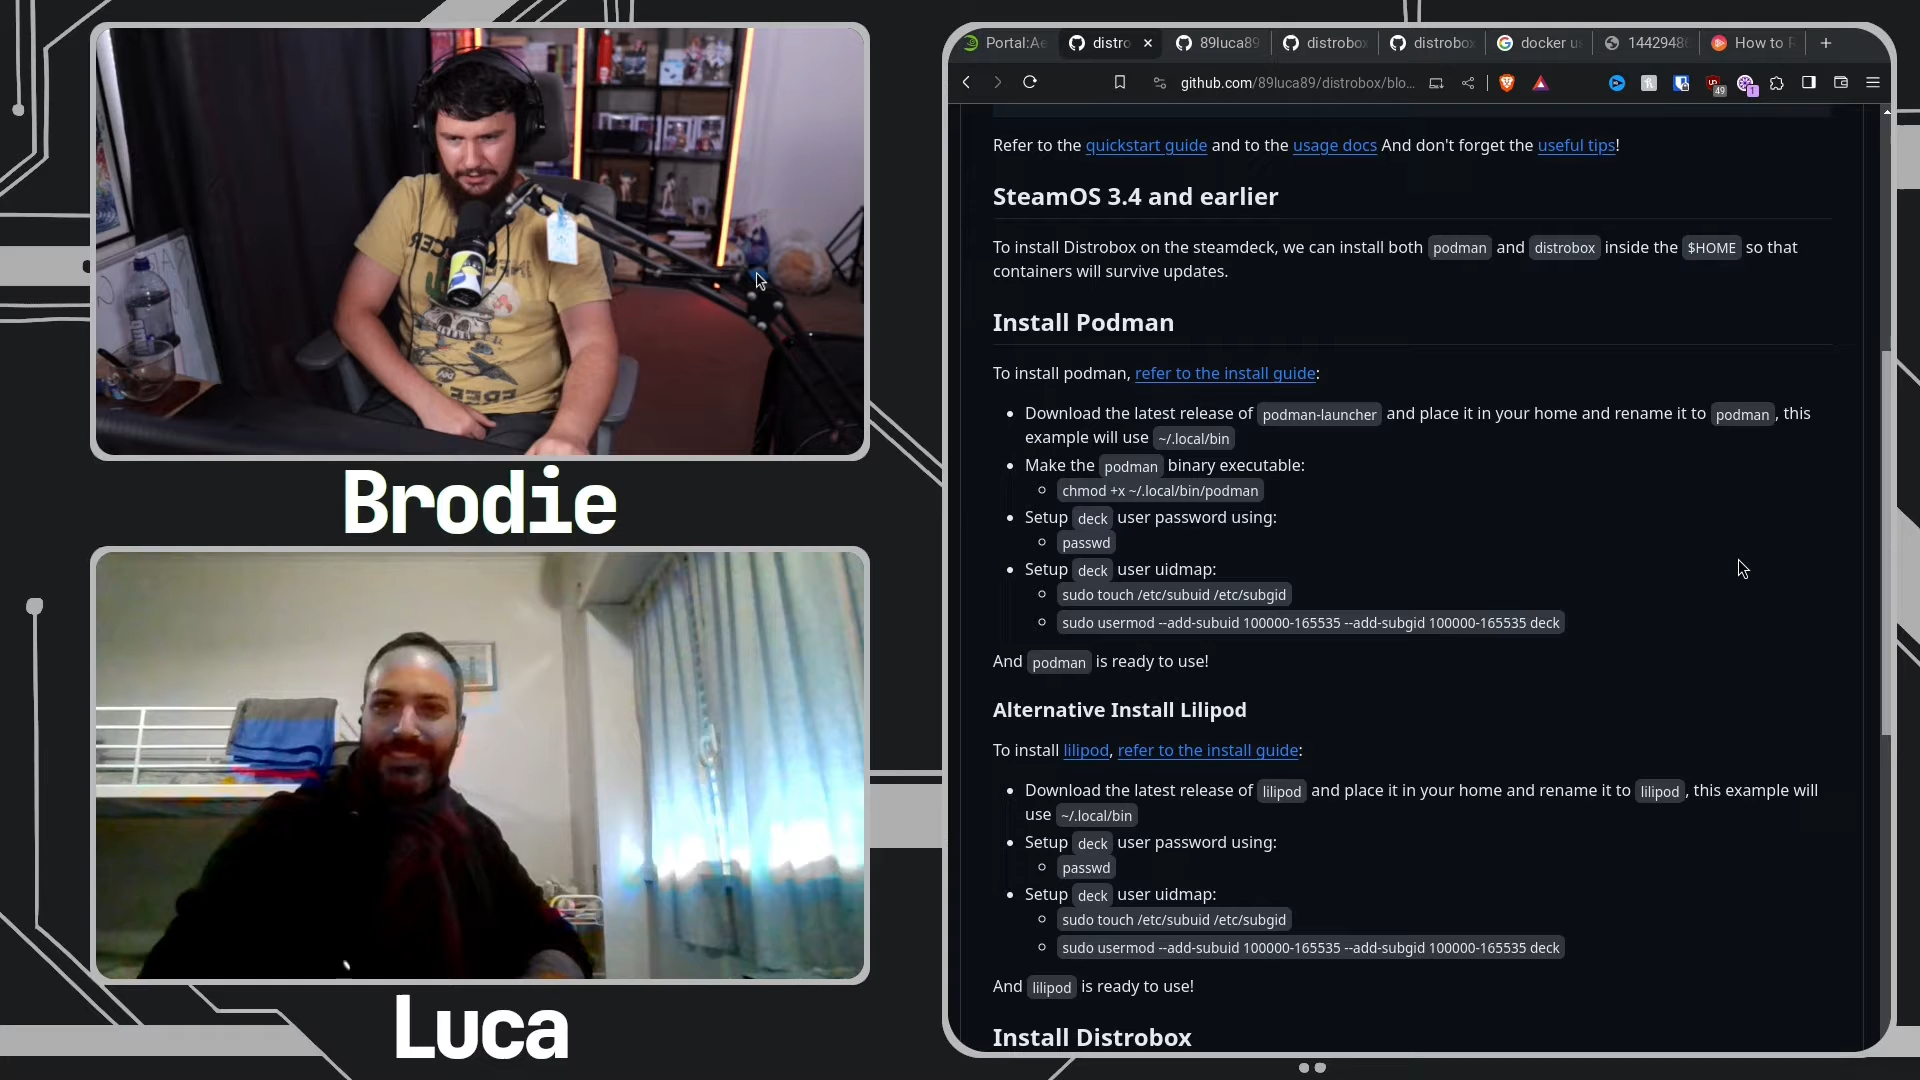 Portal:Ae
distro
89luca89
distrobox
distrobox
docker u
1442948
How to R
github.com/89luca89/distrobox/blo...
49
1
Refer to the quickstart guide and to the usage docs And don't forget the useful tips!
SteamOS 3.4 and earlier
To install Distrobox on the steamdeck, we can install both podman and distrobox inside the $HOME so that
containers will survive updates.
Install Podman
To install podman, refer to the install guide:
Download the latest release of podman-launcher and place it in your home and rename it to podman, this
example will use ~/.local/bin
Make the podman binary executable:
chmod +x ~/.local/bin/podman
Setup deck user password using:
passwd
Setup deck user uidmap:
sudo touch /etc/subuid /etc/subgid
sudo usermod --add-subuid 100000-165535 --add-subgid 100000-165535 deck
And podman is ready to use!
Alternative Install Lilipod
To install lilipod, refer to the install guide:
Download the latest release of lilipod and place it in your home and rename it to lilipod, this example will
use ~/.local/bin
Setup deck user password using:
passwd
Setup deck user uidmap:
sudo touch /etc/subuid /etc/subgid
sudo usermod --add-subuid 100000-165535 --add-subgid 100000-165535 deck
And lilipod is ready to use!
Install Distrobox
Brodie
Luca